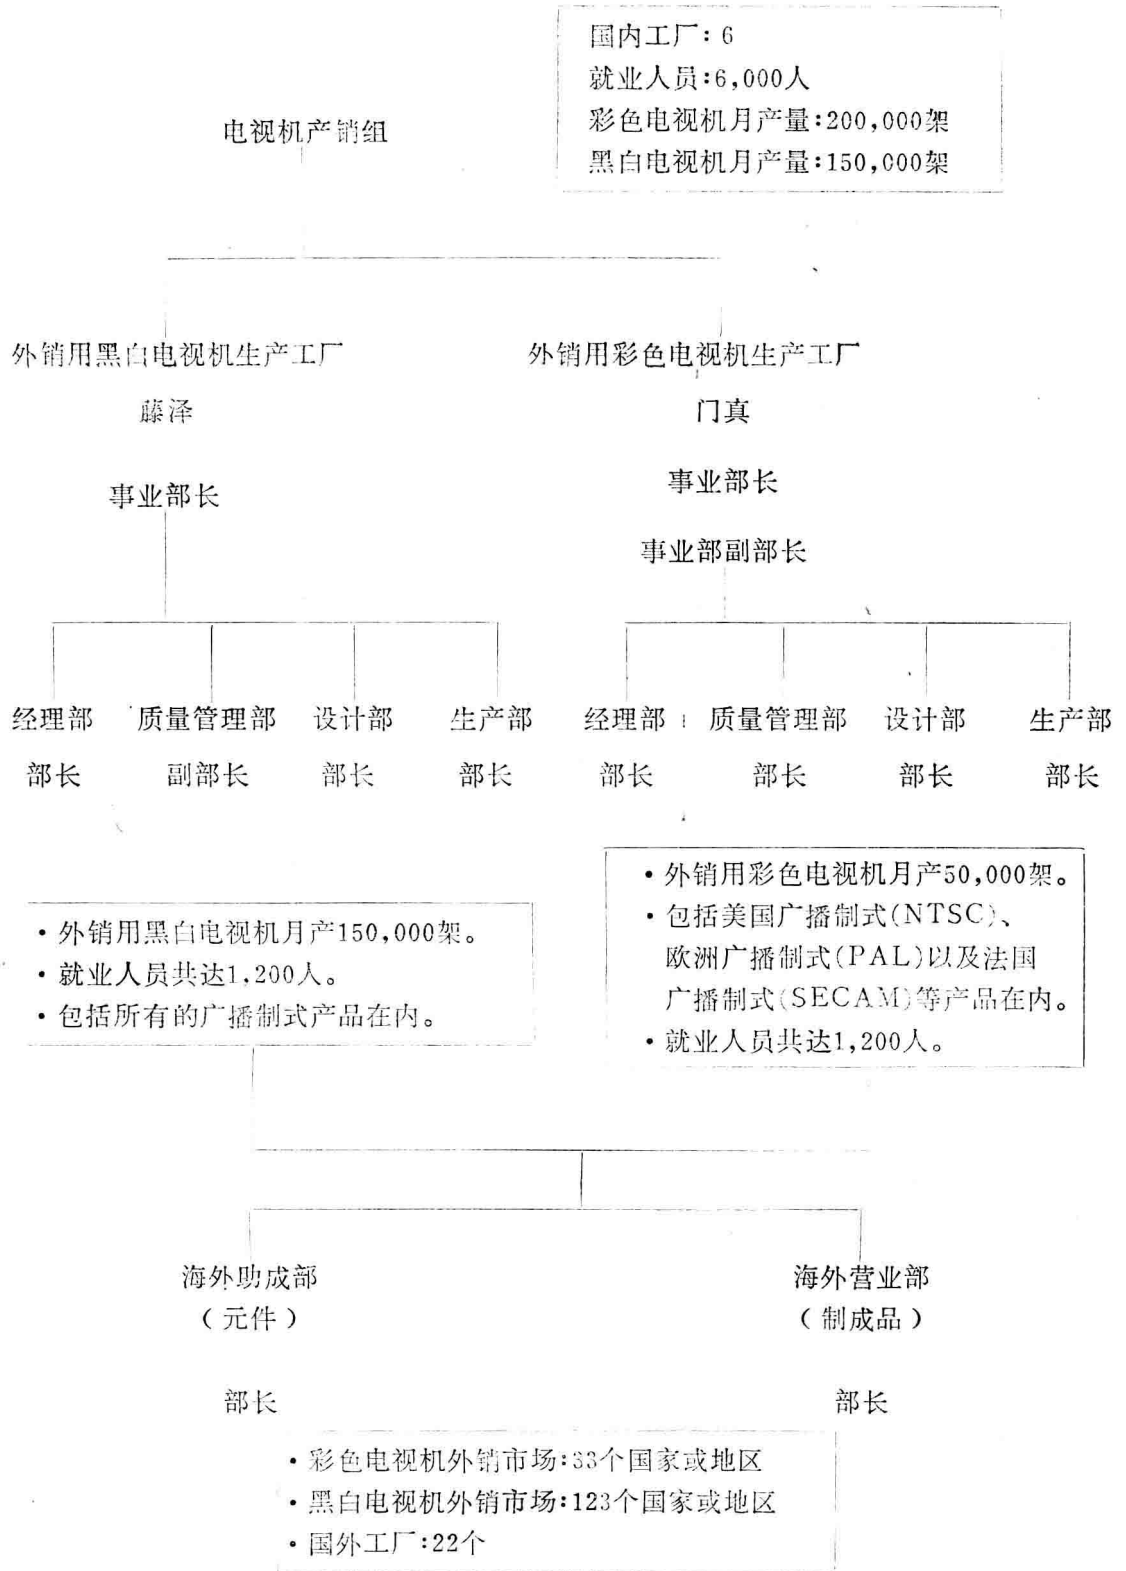 国内工厂：6
就业人员：6,000人
彩色电视机月产量：200,000架
黑白电视机月产量：150,000架
电视机产销组
外销用黑白电视机生产工厂
外销用彩色电视机生产工厂
藤泽
门真
事业部长
事业部长
事业部副部长
经理部 质量管理部 设计部 生产部
部长 副部长 部长 部长
经理部 质量管理部 设计部 生产部
部长 部长 部长 部长
·外销用黑白电视机月产150,000架。
·就业人员共达1,200人。
·包括所有的广播制式产品在内。
·外销用彩色电视机月产50,000架。
·包括美国广播制式(NTSC)、
欧洲广播制式(PAL)以及法国
广播制式(SECAM)等产品在内。
·就业人员共达1,200人。
海外助成部
（元件）
部长
海外营业部
（制成品）
部长
·彩色电视机外销市场：33个国家或地区
·黑白电视机外销市场：123个国家或地区
·国外工厂：22个